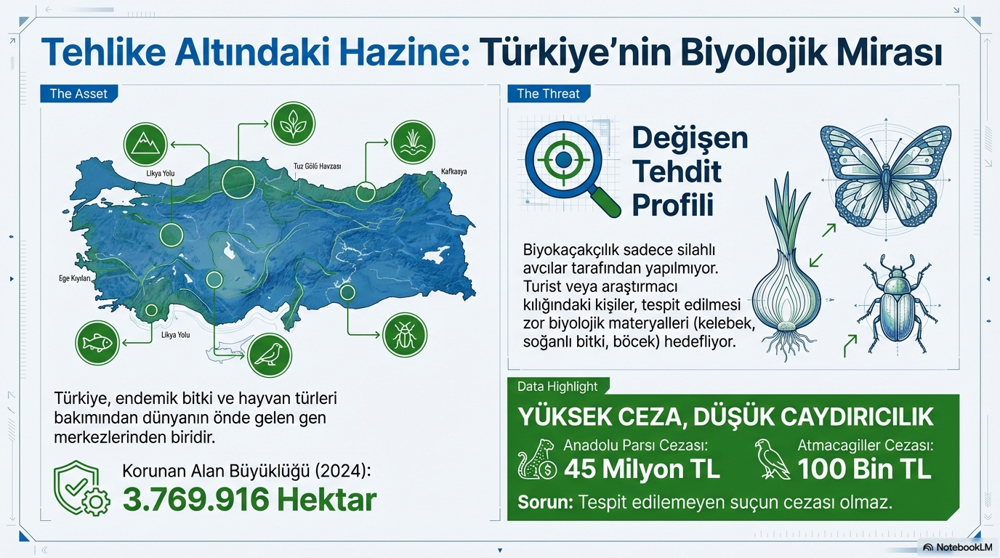 Tehlike Altındaki Hazine: Türkiye'nin Biyolojik Mirası
The Asset
Likya Yolu
Tuz Gölü Havzası
Kafkasya
Ege Kıyıları
Likya Yolu
Türkiye, endemik bitki ve hayvan türleri
bakımından dünyanın önde gelen gen
merkezlerinden biridir.
Korunan Alan Büyüklüğü (2024):
3.769.916 Hektar
The Threat
Değişen
Tehdit
Profili
Biyokaçakçılık sadece silahlı
avcılar tarafından yapılmıyor.
Turist veya araştırmacı
kılığındaki kişiler, tespit edilmesi
zor biyolojik materyalleri (kelebek,
soğanlı bitki, böcek) hedefliyor.
Data Highlight
YÜKSEK CEZA, DÜŞÜK CAYDIRICILIK
Anadolu Parsı Cezası:
45 Milyon TL
$
Atmacagiller Cezası:
100 Bin TL
Sorun: Tespit edilemeyen suçun cezası olmaz.
NotebookLM